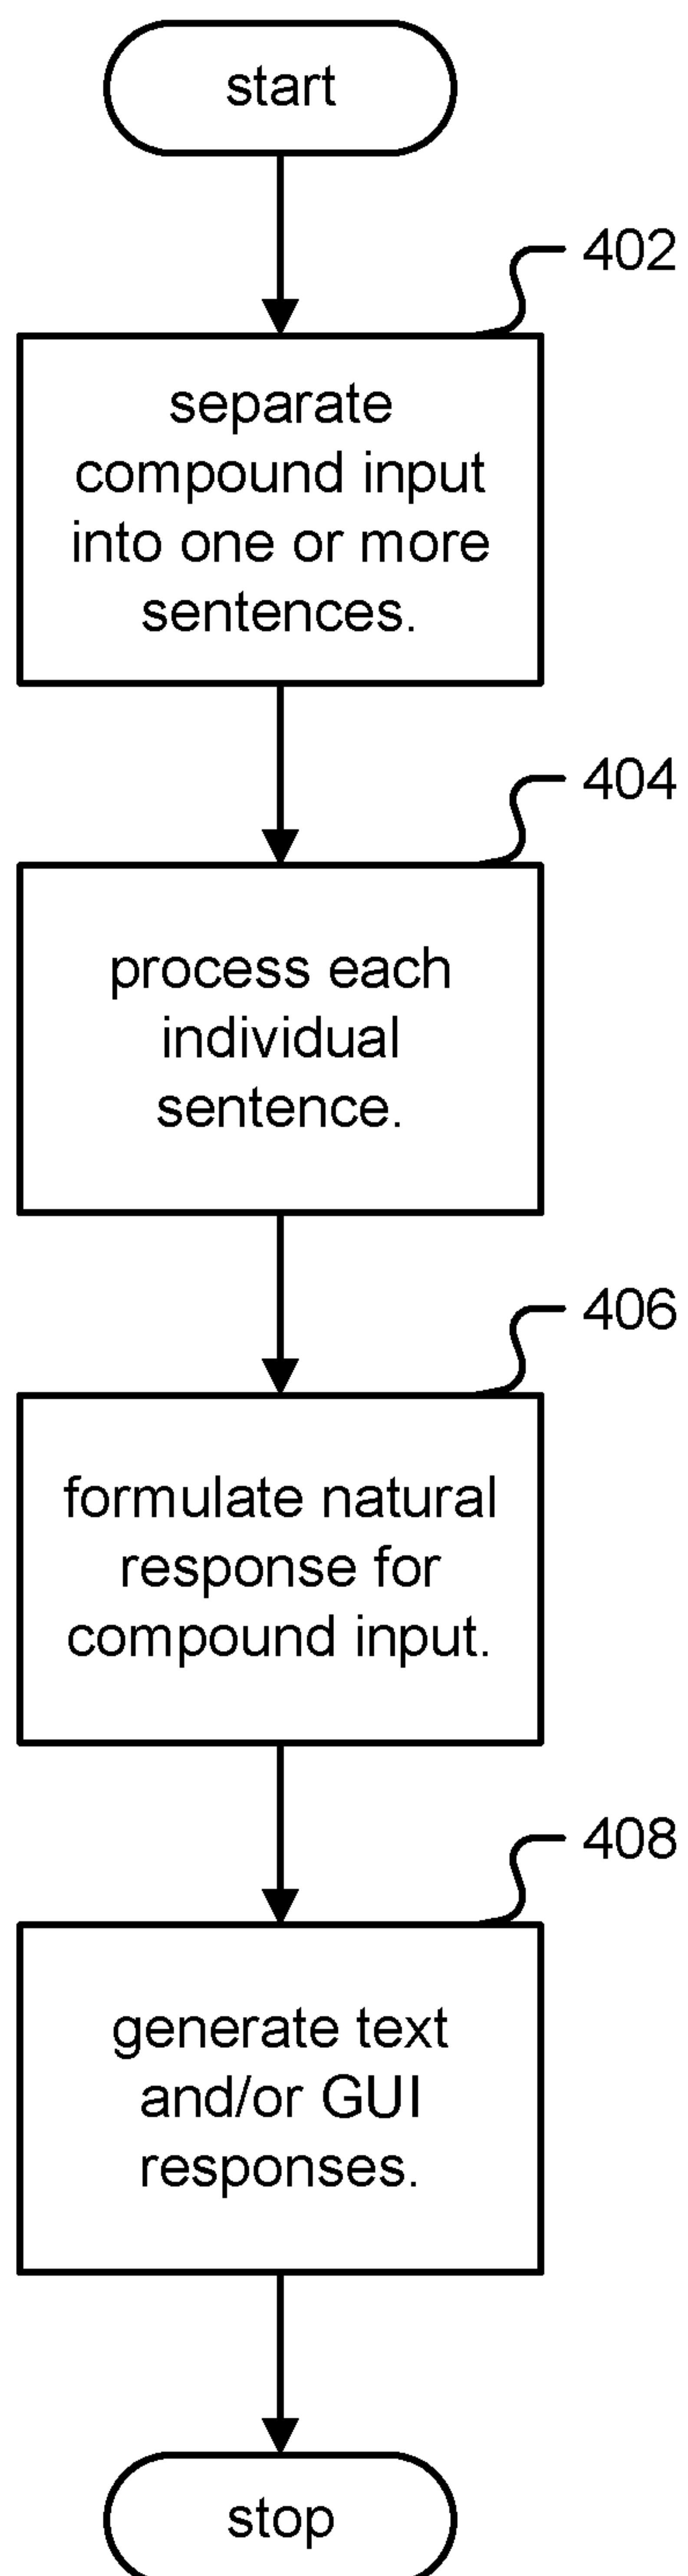 start
402
separate
compound input
into one or more
sentences.
404
process each
individual
sentence.
406
formulate natural
response for
compound input.
408
generate text
and/or GUI
responses.
stop